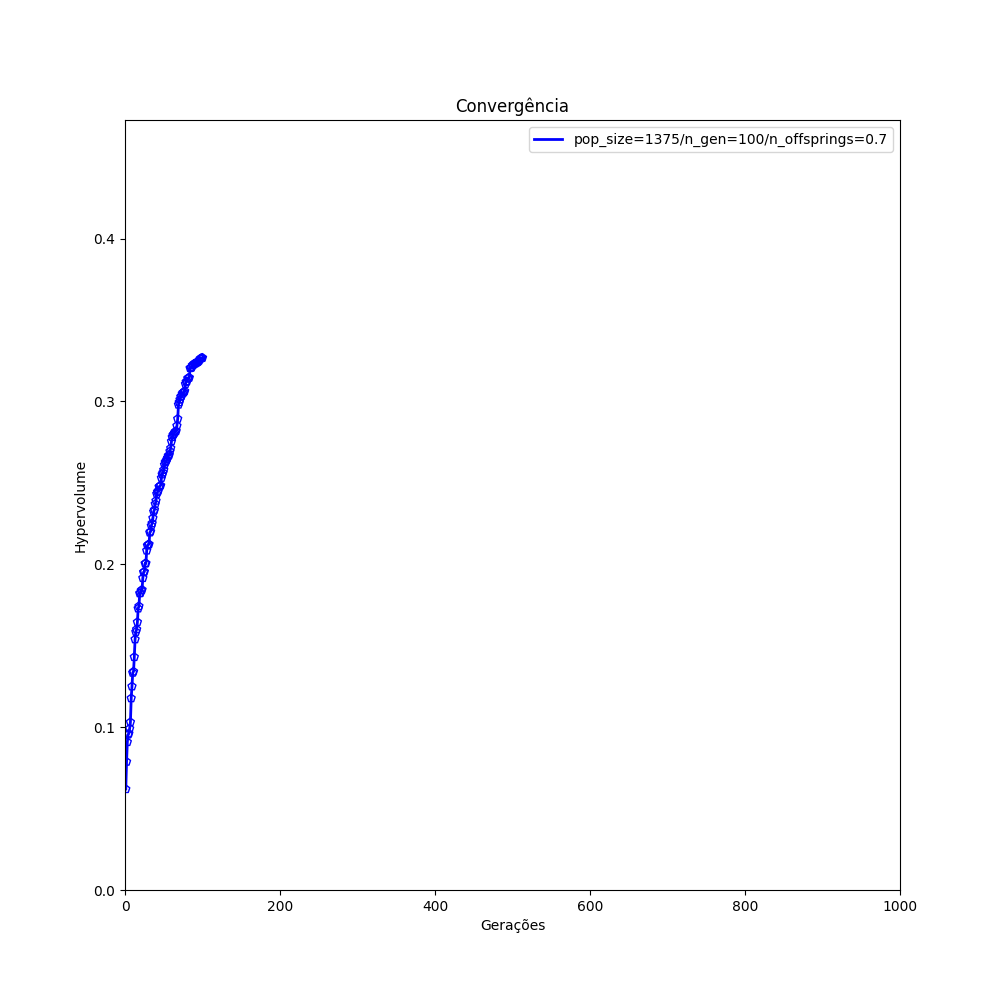 Convergência
pop_size=1375/n_gen=100/n_offsprings=0.7
0.4
0.3
0.2
0.1
0.0
Hypervolume
0 200 400 600 800 1000
Gerações